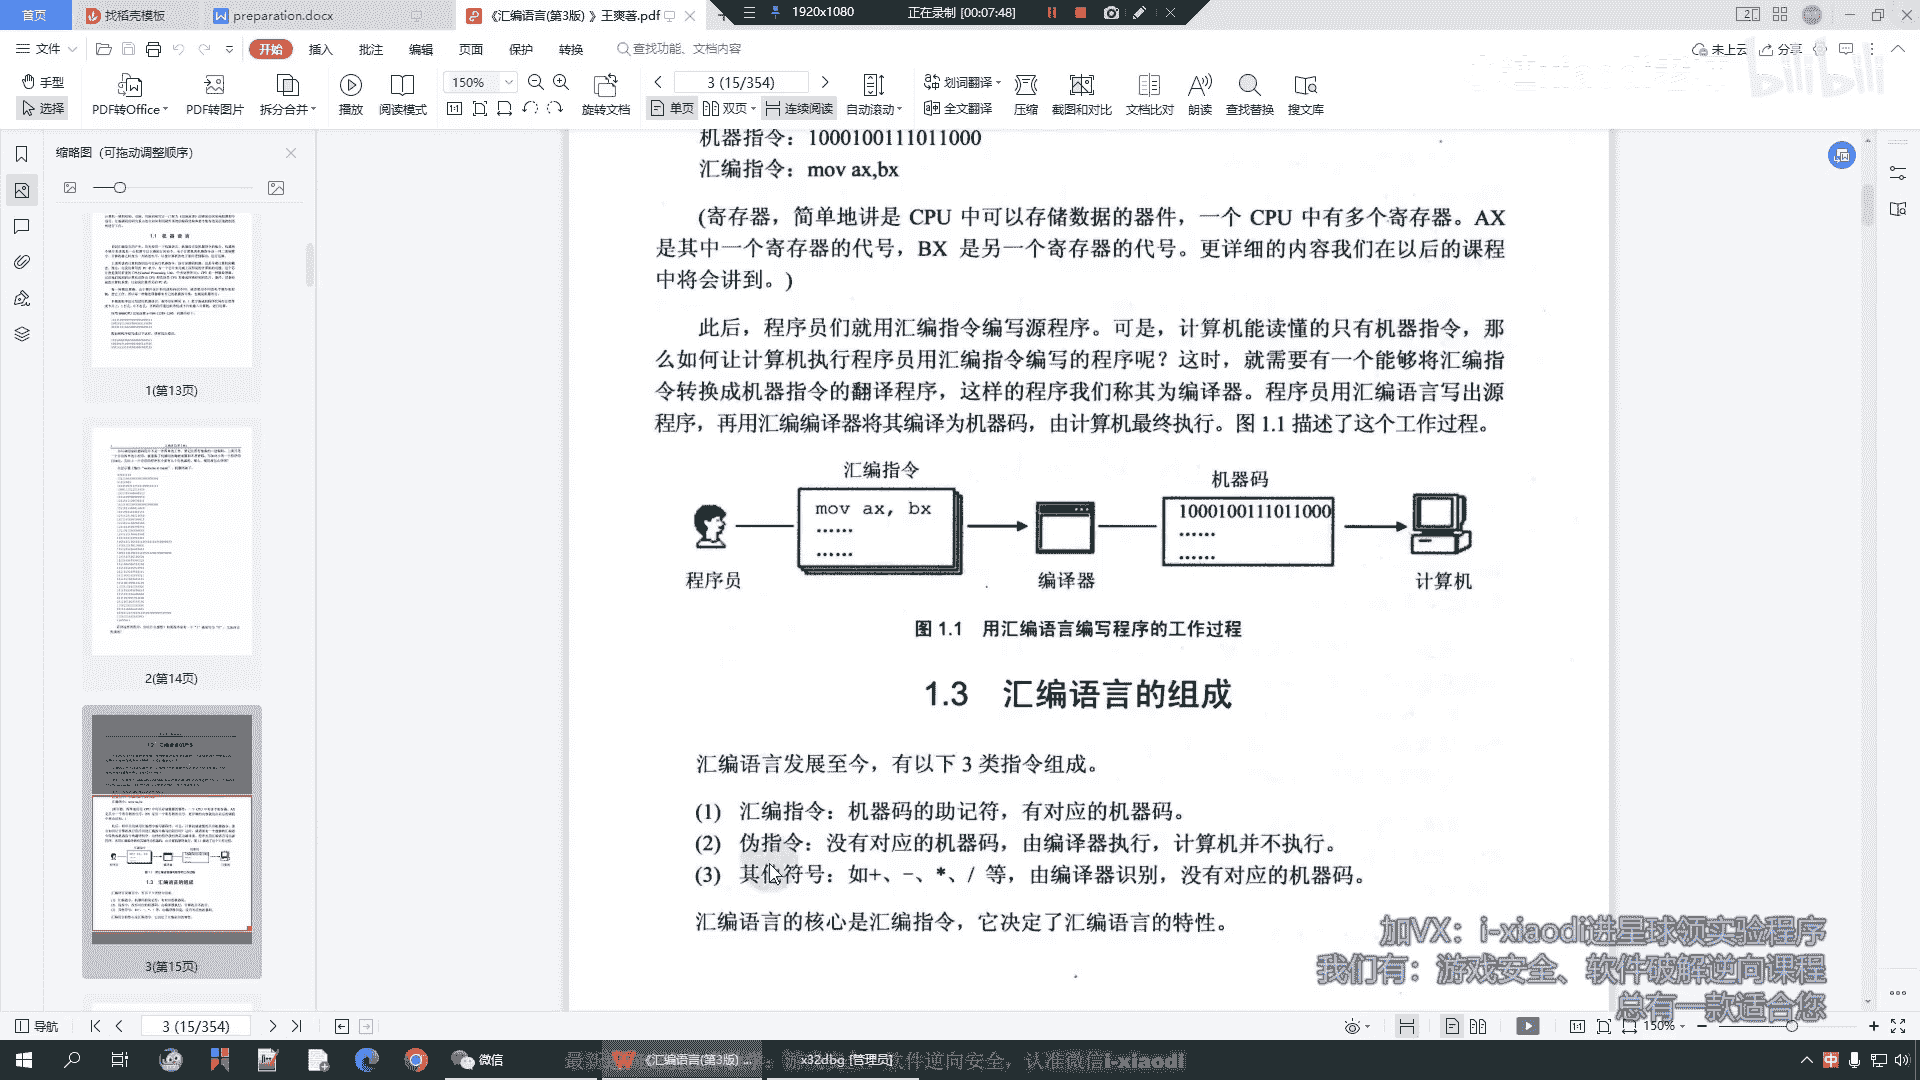 首页
找稻壳模板
preparation.docx
《汇编语言(第3版) 》王爽著.pdf
1920x1080
正在录制 [00:07:48]
文件
开始
插入
批注
编辑
页面
保护
转换
查找功能、文档内容
未上云
分享
手型
选择
PDF转Office
PDF转图片
拆分合并
播放
阅读模式
150%
旋转文档
3 (15/354)
单页
双页
连续阅读
自动滚动
划词翻译
全文翻译
压缩
截图和对比
文档比对
朗读
查找替换
搜文库
bilibili
缩略图 (可拖动调整顺序)
1(第13页)
2(第14页)
3(第15页)
机器指令：1000100111011000
汇编指令：mov ax,bx
(寄存器，简单地讲是 CPU 中可以存储数据的器件，一个 CPU 中有多个寄存器。AX
是其中一个寄存器的代号，BX 是另一个寄存器的代号。更详细的内容我们在以后的课程
中将会讲到。)
此后，程序员们就用汇编指令编写源程序。可是，计算机能读懂的只有机器指令，那
么如何让计算机执行程序员用汇编指令编写的程序呢？这时，就需要有一个能够将汇编指
令转换成机器指令的翻译程序，这样的程序我们称其为编译器。程序员用汇编语言写出源
程序，再用汇编编译器将其编译为机器码，由计算机最终执行。图 1.1 描述了这个工作过程。
汇编指令
机器码
mov ax, bx
......
......
1000100111011000
......
......
程序员
编译器
计算机
图 1.1 用汇编语言编写程序的工作过程
1.3 汇编语言的组成
汇编语言发展至今，有以下 3 类指令组成。
(1) 汇编指令：机器码的助记符，有对应的机器码。
(2) 伪指令：没有对应的机器码，由编译器执行，计算机并不执行。
(3) 其他符号：如+、−、*、/ 等，由编译器识别，没有对应的机器码。
汇编语言的核心是汇编指令，它决定了汇编语言的特性。
加VX：i-xiaodi进星球领实验程序
我们有：游戏安全、软件破解逆向课程
总有一款适合您
导航
3 (15/354)
150%
微信
《汇编语言(第3版) ...
x32dbg [管理员]
件逆向安全，认准微信i-xiaodi
中